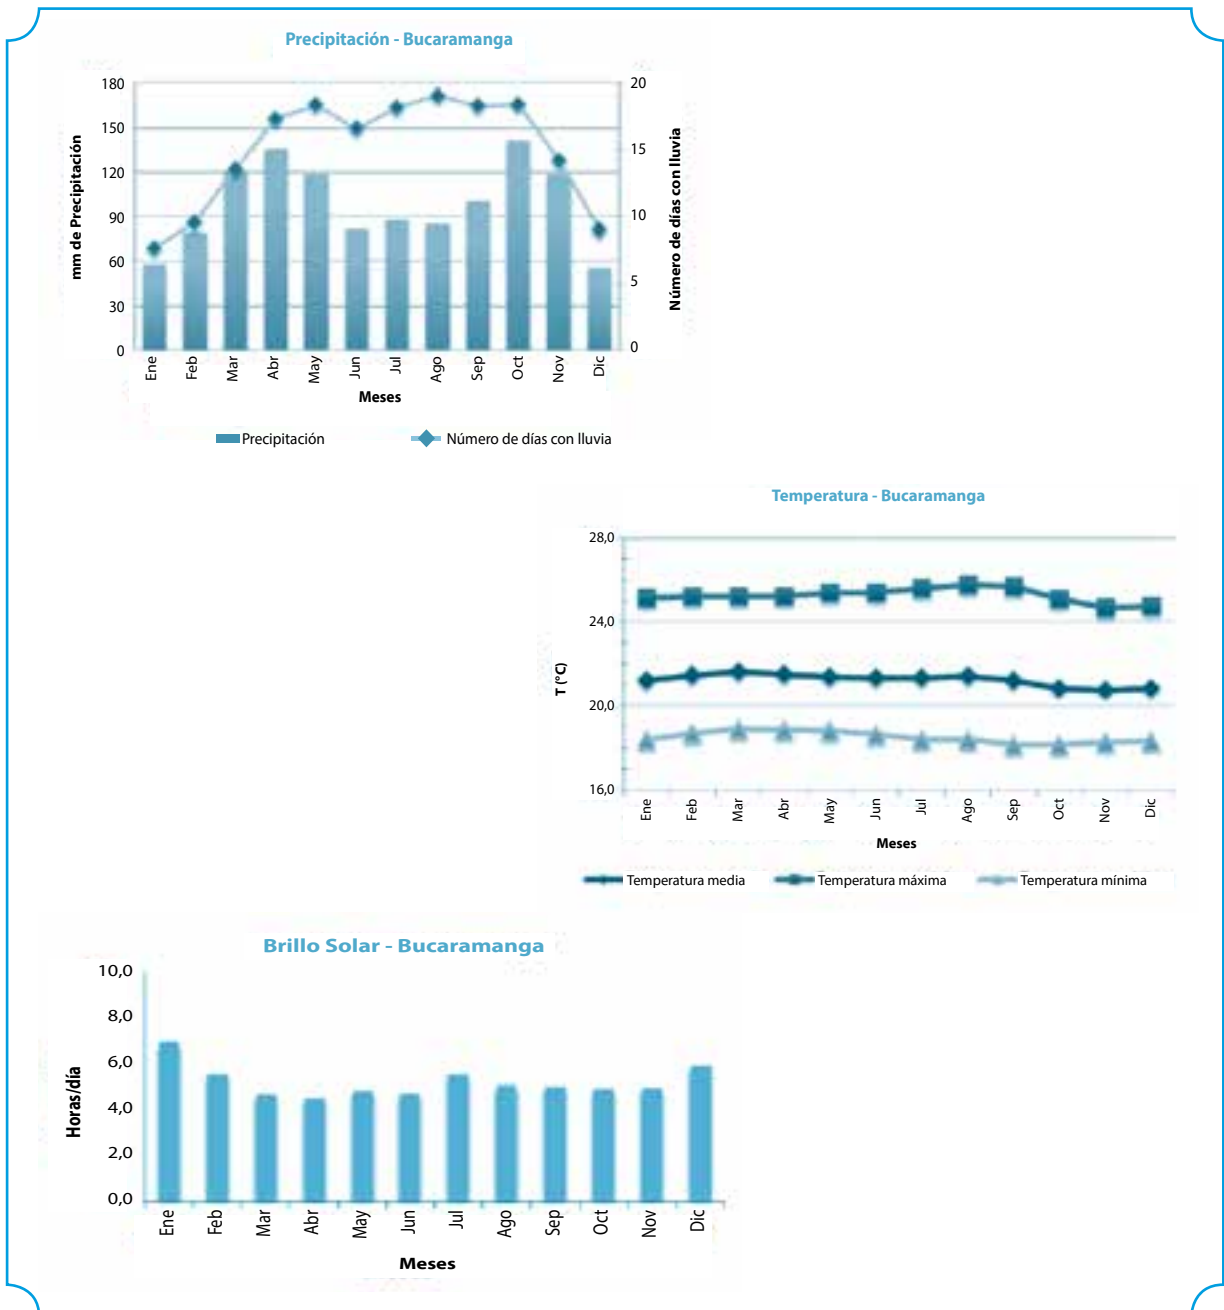 Precipitación - Bucaramanga
180
150
120
90
60
30
0
mm de Precipitación
20
15
10
5
0
Número de días con lluvia
Ene Feb Mar Abr May Jun Jul Ago Sep Oct Nov Dic
Meses
Precipitación Número de días con lluvia
Temperatura - Bucaramanga
28,0
24,0
20,0
16,0
T (°C)
Ene Feb Mar Abr May Jun Jul Ago Sep Oct Nov Dic
Meses
Temperatura media Temperatura máxima Temperatura mínima
Brillo Solar - Bucaramanga
10,0
8,0
6,0
4,0
2,0
0,0
Horas/día
Ene Feb Mar Abr May Jun Jul Ago Sep Oct Nov Dic
Meses